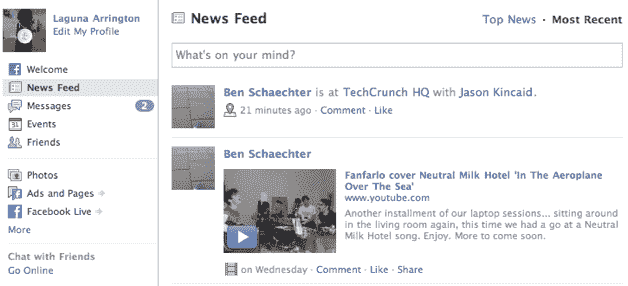 Laguna Arrington
Edit My Profile
Welcome
News Feed
Messages 2
31 Events
Friends
Photos
Ads and Pages
Facebook Live
More
Chat with Friends
Go Online
News Feed
Top News · Most Recent
What's on your mind?
Ben Schaechter is at TechCrunch HQ with Jason Kincaid.
21 minutes ago · Comment · Like
Ben Schaechter
Fanfarlo cover Neutral Milk Hotel 'In The Aeroplane
Over The Sea'
www.youtube.com
Another installment of our laptop sessions... sitting around
in the living room again, this time we had a go at a Neutral
Milk Hotel song. Enjoy. More to come soon.
on Wednesday · Comment · Like · Share